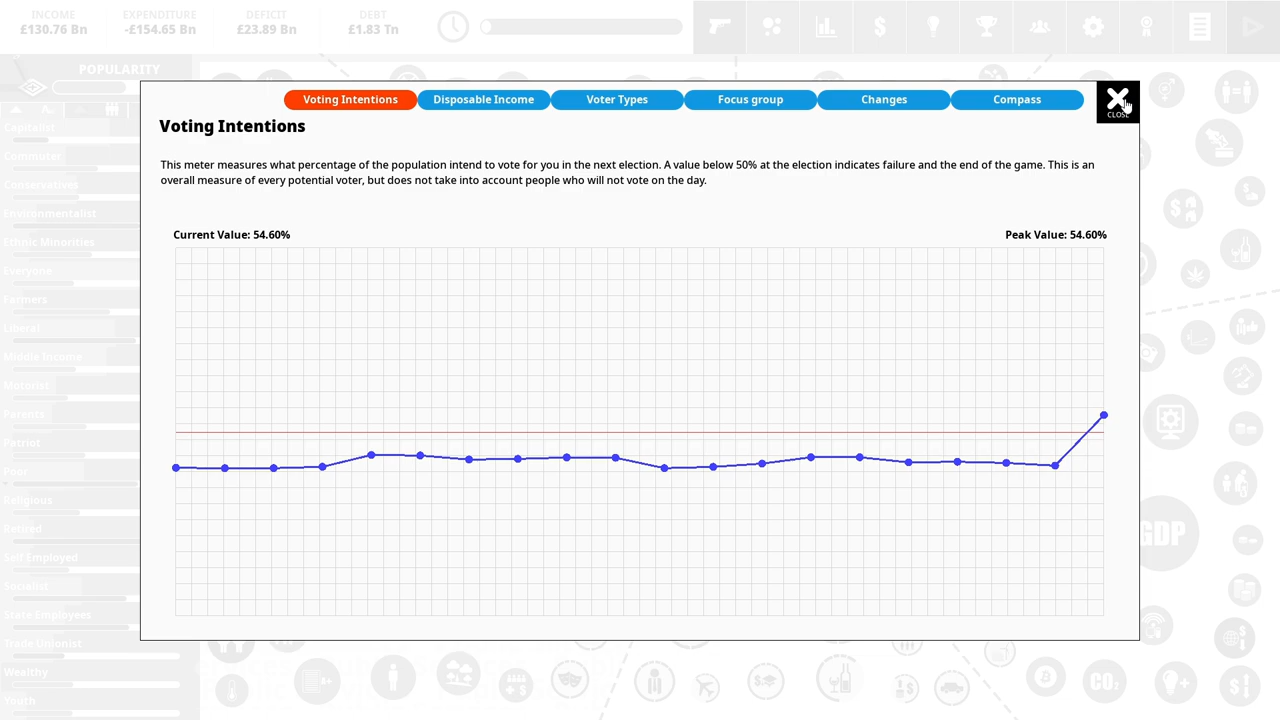 INCOME
£130.76 Bn
EXPENDITURE
-£154.65 Bn
DEFICIT
£23.89 Bn
DEBT
£1.83 Tn
POPULARITY
Voting Intentions
Disposable Income
Voter Types
Focus group
Changes
Compass
CLOSE
Voting Intentions
This meter measures what percentage of the population intend to vote for you in the next election. A value below 50% at the election indicates failure and the end of the game. This is an
overall measure of every potential voter, but does not take into account people who will not vote on the day.
Current Value: 54.60%
Peak Value: 54.60%
Capitalist
Commuter
Conservatives
Environmentalist
Ethnic Minorities
Everyone
Farmers
Liberal
Middle Income
Motorist
Parents
Patriot
Poor
Religious
Retired
Self Employed
Socialist
State Employees
Trade Unionist
Wealthy
Youth
GDP
CO₂